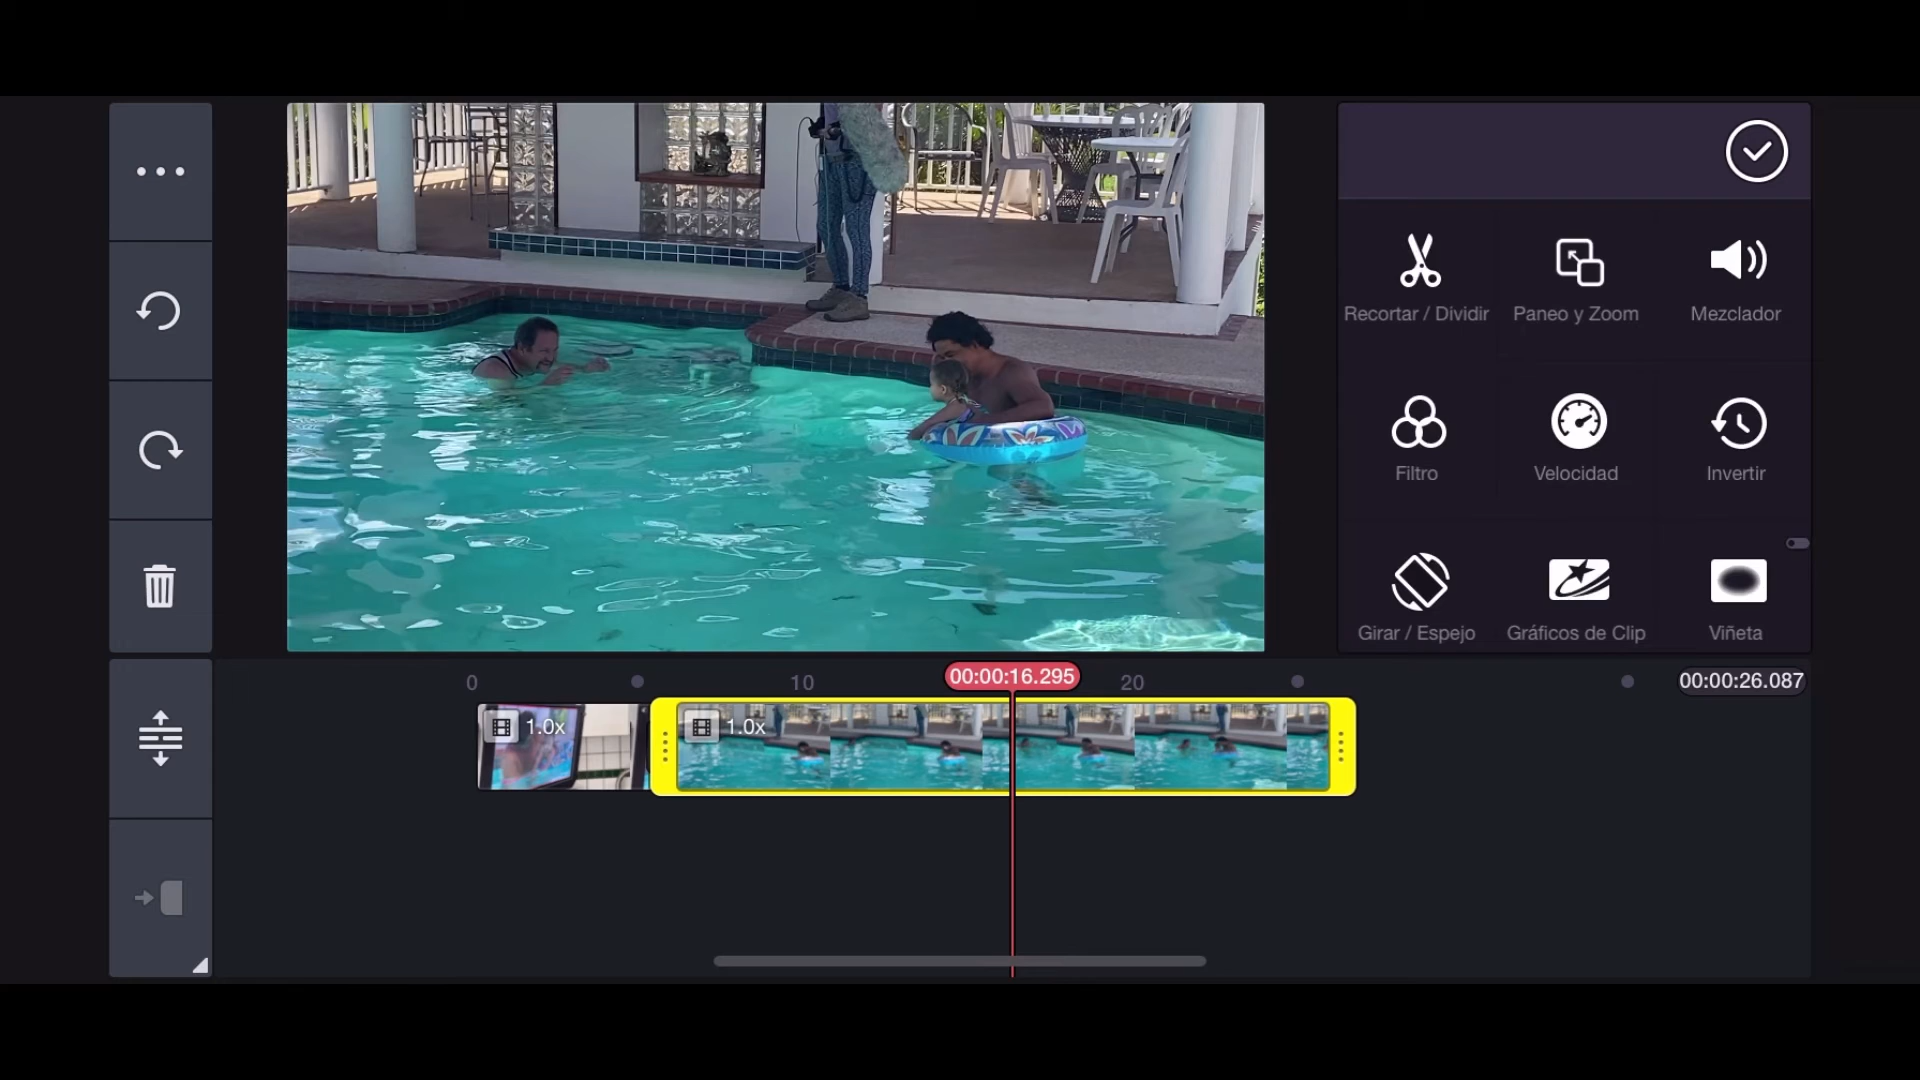 Recortar / Dividir
Paneo y Zoom
Mezclador
Filtro
Velocidad
Invertir
Girar / Espejo
Gráficos de Clip
Viñeta
0
10
00:00:16.295
20
00:00:26.087
1.0x
1.0x